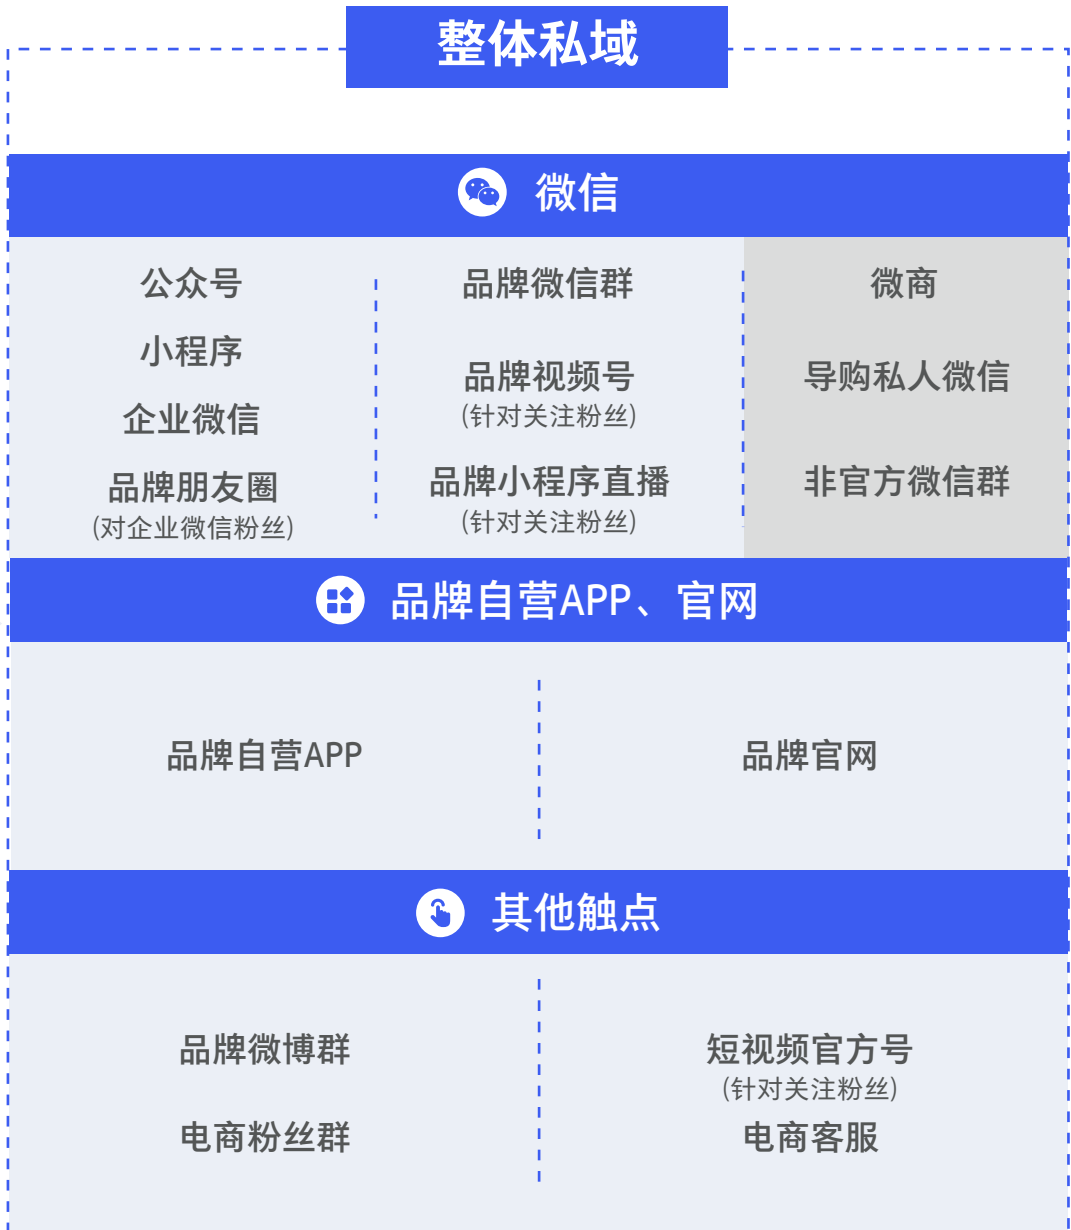 整体私域
微信
公众号
小程序
企业微信
品牌朋友圈
(对企业微信粉丝)
品牌微信群
品牌视频号
(针对关注粉丝)
品牌小程序直播
(针对关注粉丝)
微商
导购私人微信
非官方微信群
品牌自营APP、官网
品牌自营APP
品牌官网
其他触点
品牌微博群
电商粉丝群
短视频官方号
(针对关注粉丝)
电商客服